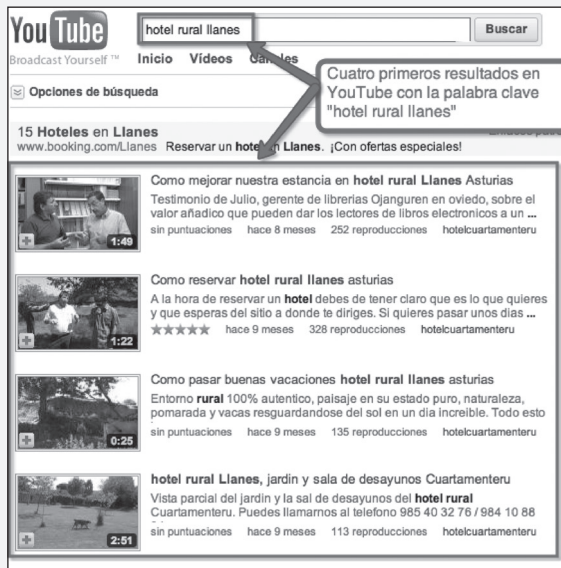 YouTube
Broadcast Yourself ™
hotel rural llanes
Buscar
Inicio Vídeos Canales
Cuatro primeros resultados en
YouTube con la palabra clave
"hotel rural llanes"
Opciones de búsqueda
15 Hoteles en Llanes
www.booking.com/Llanes Reservar un hotel en Llanes. ¡Con ofertas especiales!
Como mejorar nuestra estancia en hotel rural Llanes Asturias
Testimonio de Julio, gerente de librerias Ojanguren en oviedo, sobre el
valor añadico que pueden dar los lectores de libros electronicos a un ...
sin puntuaciones hace 8 meses 252 reproducciones hotelcuartamenteru
1:49
Como reservar hotel rural llanes asturias
A la hora de reservar un hotel debes de tener claro que es lo que quieres
y que esperas del sitio a donde te diriges. Si quieres pasar unos dias ...
hace 9 meses 328 reproducciones hotelcuartamenteru
1:22
Como pasar buenas vacaciones hotel rural llanes asturias
Entorno rural 100% autentico, paisaje en su estado puro, naturaleza,
pomarada y vacas resguardandose del sol en un dia increible. Todo esto
sin puntuaciones hace 9 meses 135 reproducciones hotelcuartamenteru
0:25
hotel rural Llanes, jardin y sala de desayunos Cuartamenteru
Vista parcial del jardin y la sal de desayunos del hotel rural
Cuartamenteru. Puedes llamarnos al telefono 985 40 32 76 / 984 10 88
sin puntuaciones hace 9 meses 113 reproducciones hotelcuartamenteru
2:51